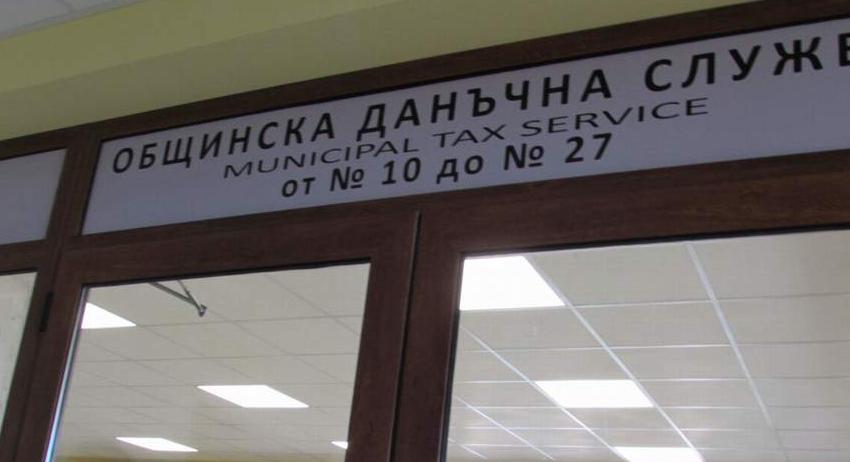 ОБЩИНСКА ДАНЪЧНА СЛУЖБ
MUNICIPAL TAX SERVICE
от № 10 до № 27